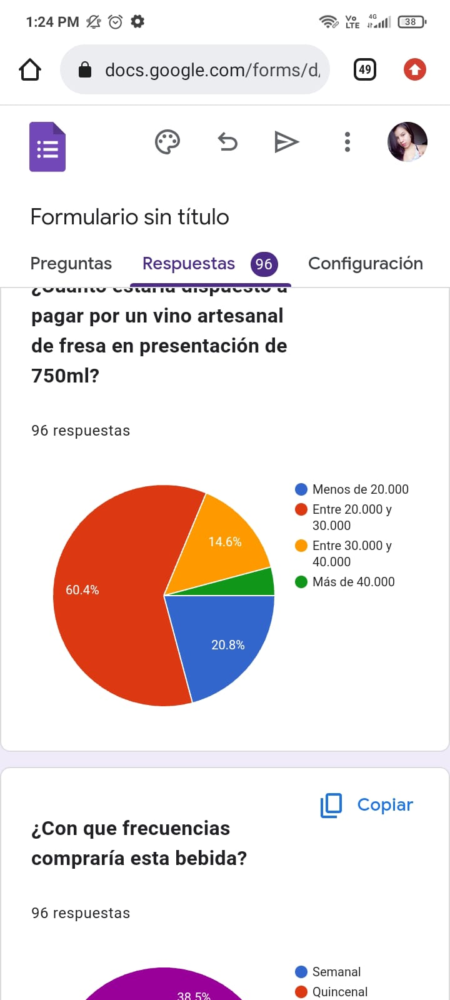 1:24 PM
Vo LTE 4G 38
docs.google.com/forms/d/
49
Formulario sin título
Preguntas Respuestas 96 Configuración
¿Cuánto estaría dispuesto a
pagar por un vino artesanal
de fresa en presentación de
750ml?
96 respuestas
Menos de 20.000
Entre 20.000 y
30.000
Entre 30.000 y
40.000
Más de 40.000
14.6%
60.4%
20.8%
Copiar
¿Con que frecuencias
compraría esta bebida?
96 respuestas
Semanal
Quincenal
38.5%